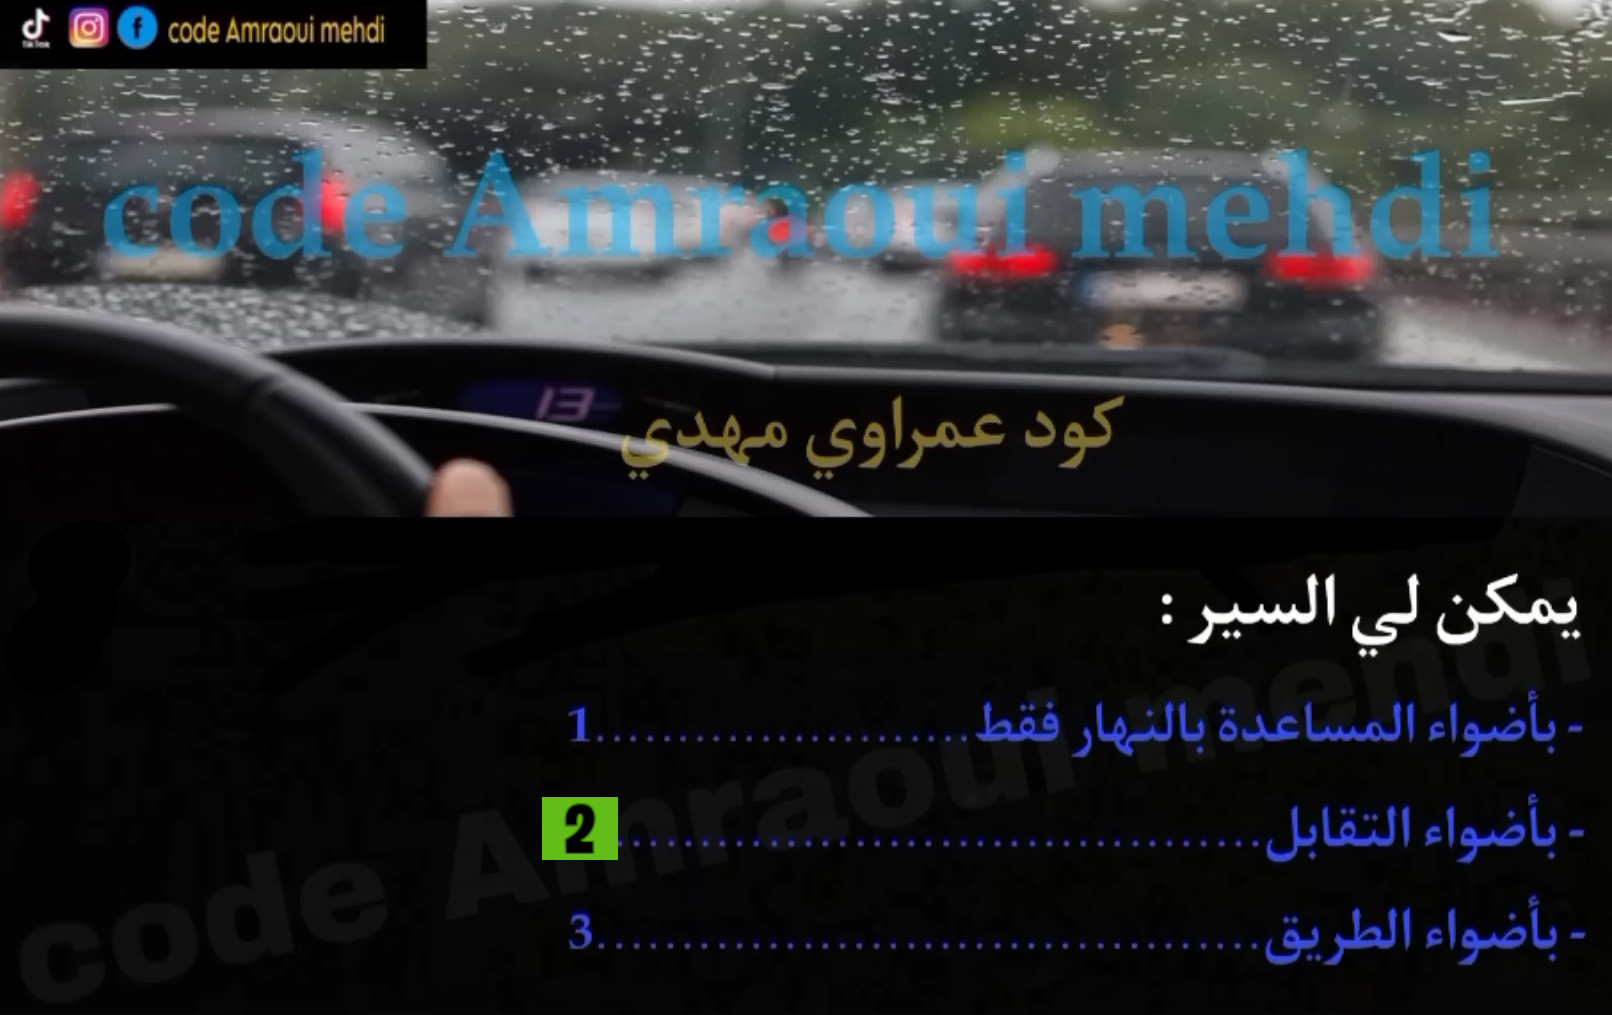 code Amraoui mehdi
code Amraoui mehdi
13
كود عمراوي مهدي
يمكن لي السير :
- بأضواء المساعدة بالنهار فقط......................1
- بأضواء التقابل......................................2
- بأضواء الطريق......................................3
code Amraoui mehdi